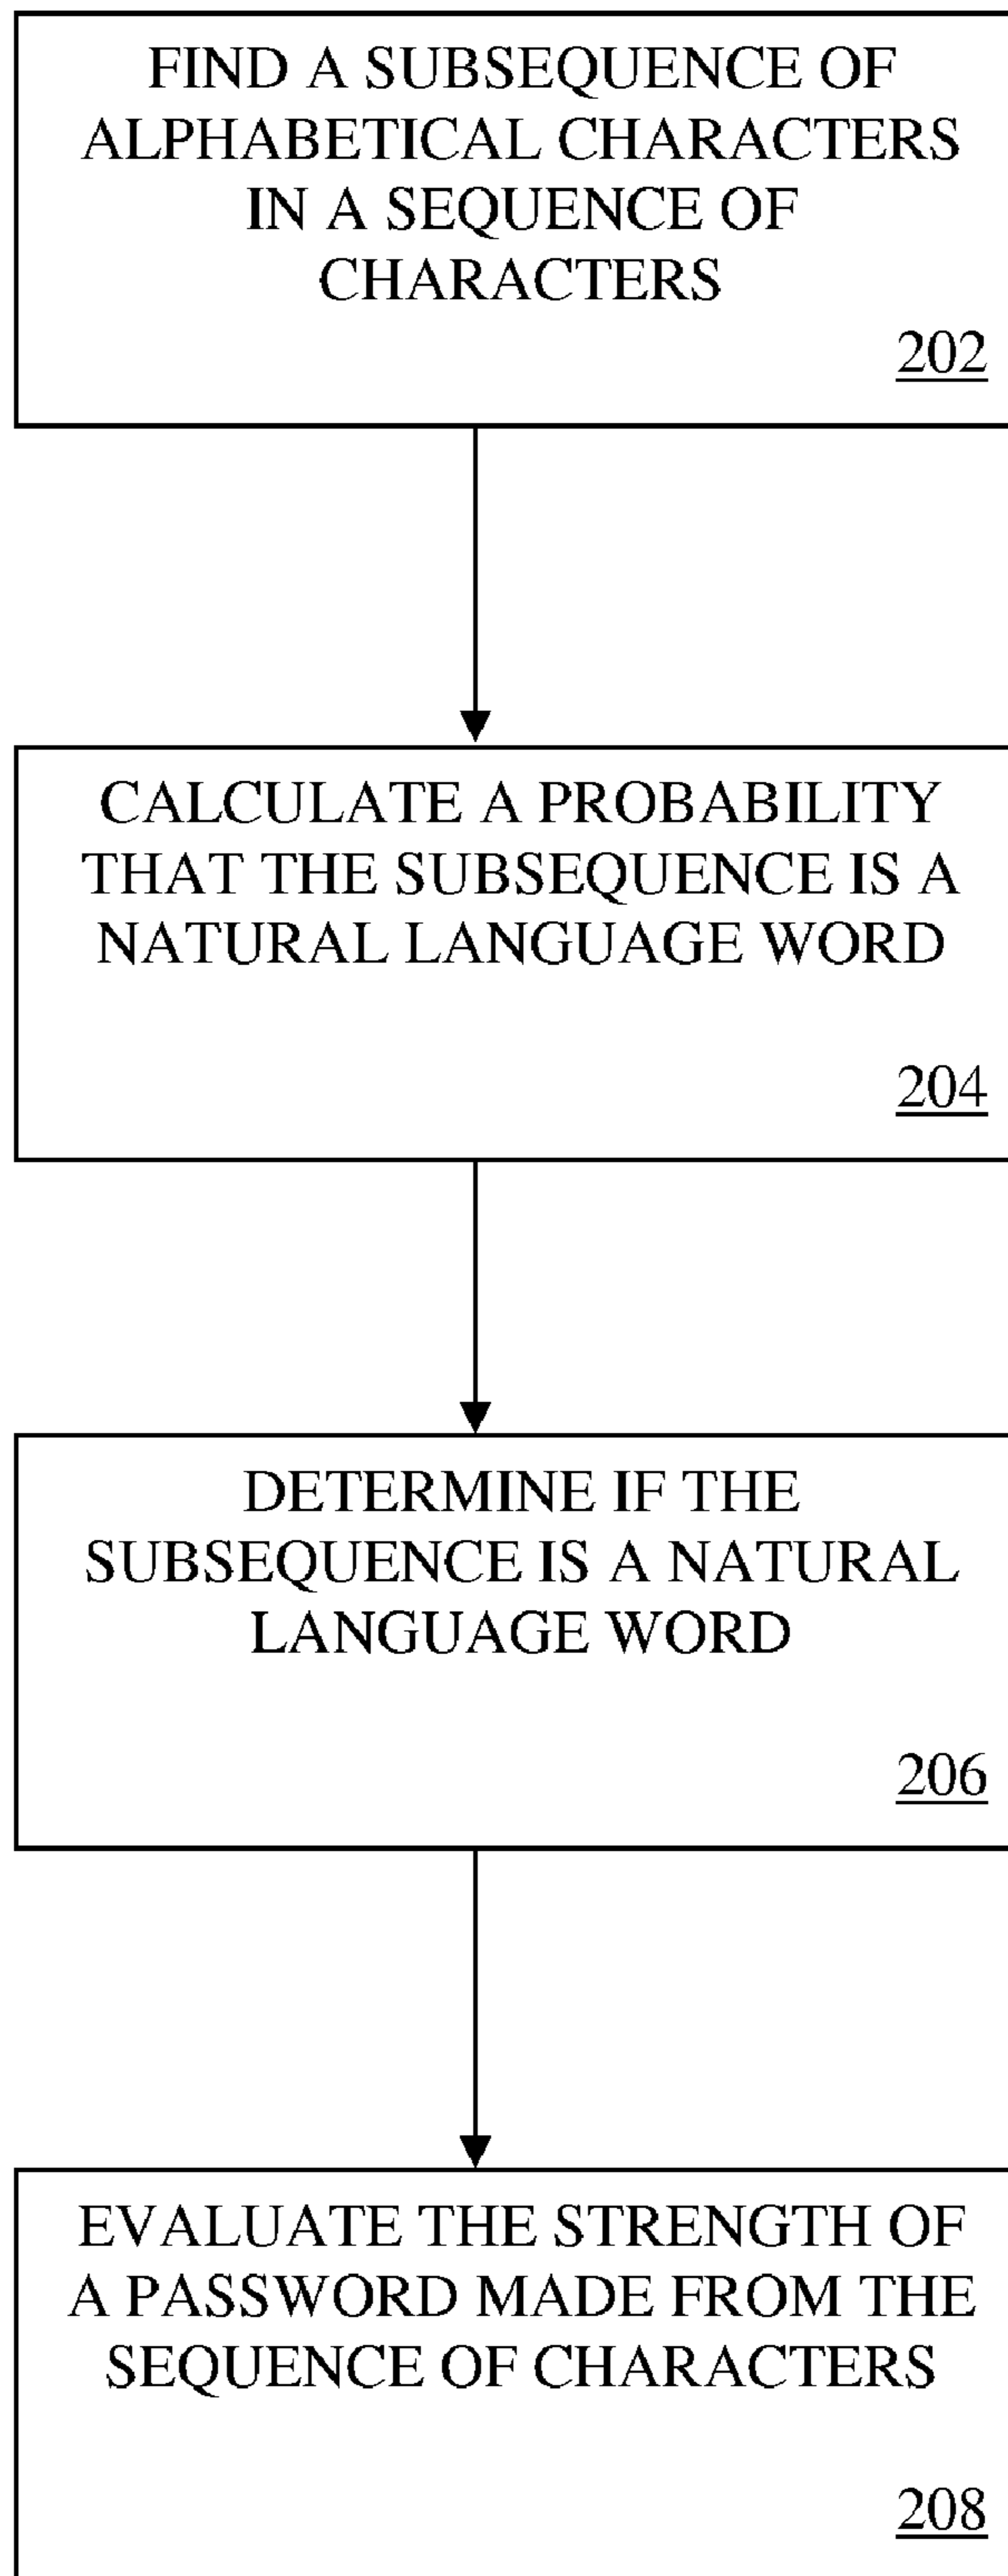 FIND A SUBSEQUENCE OF
ALPHABETICAL CHARACTERS
IN A SEQUENCE OF
CHARACTERS
202
CALCULATE A PROBABILITY
THAT THE SUBSEQUENCE IS A
NATURAL LANGUAGE WORD
204
DETERMINE IF THE
SUBSEQUENCE IS A NATURAL
LANGUAGE WORD
206
EVALUATE THE STRENGTH OF
A PASSWORD MADE FROM THE
SEQUENCE OF CHARACTERS
208